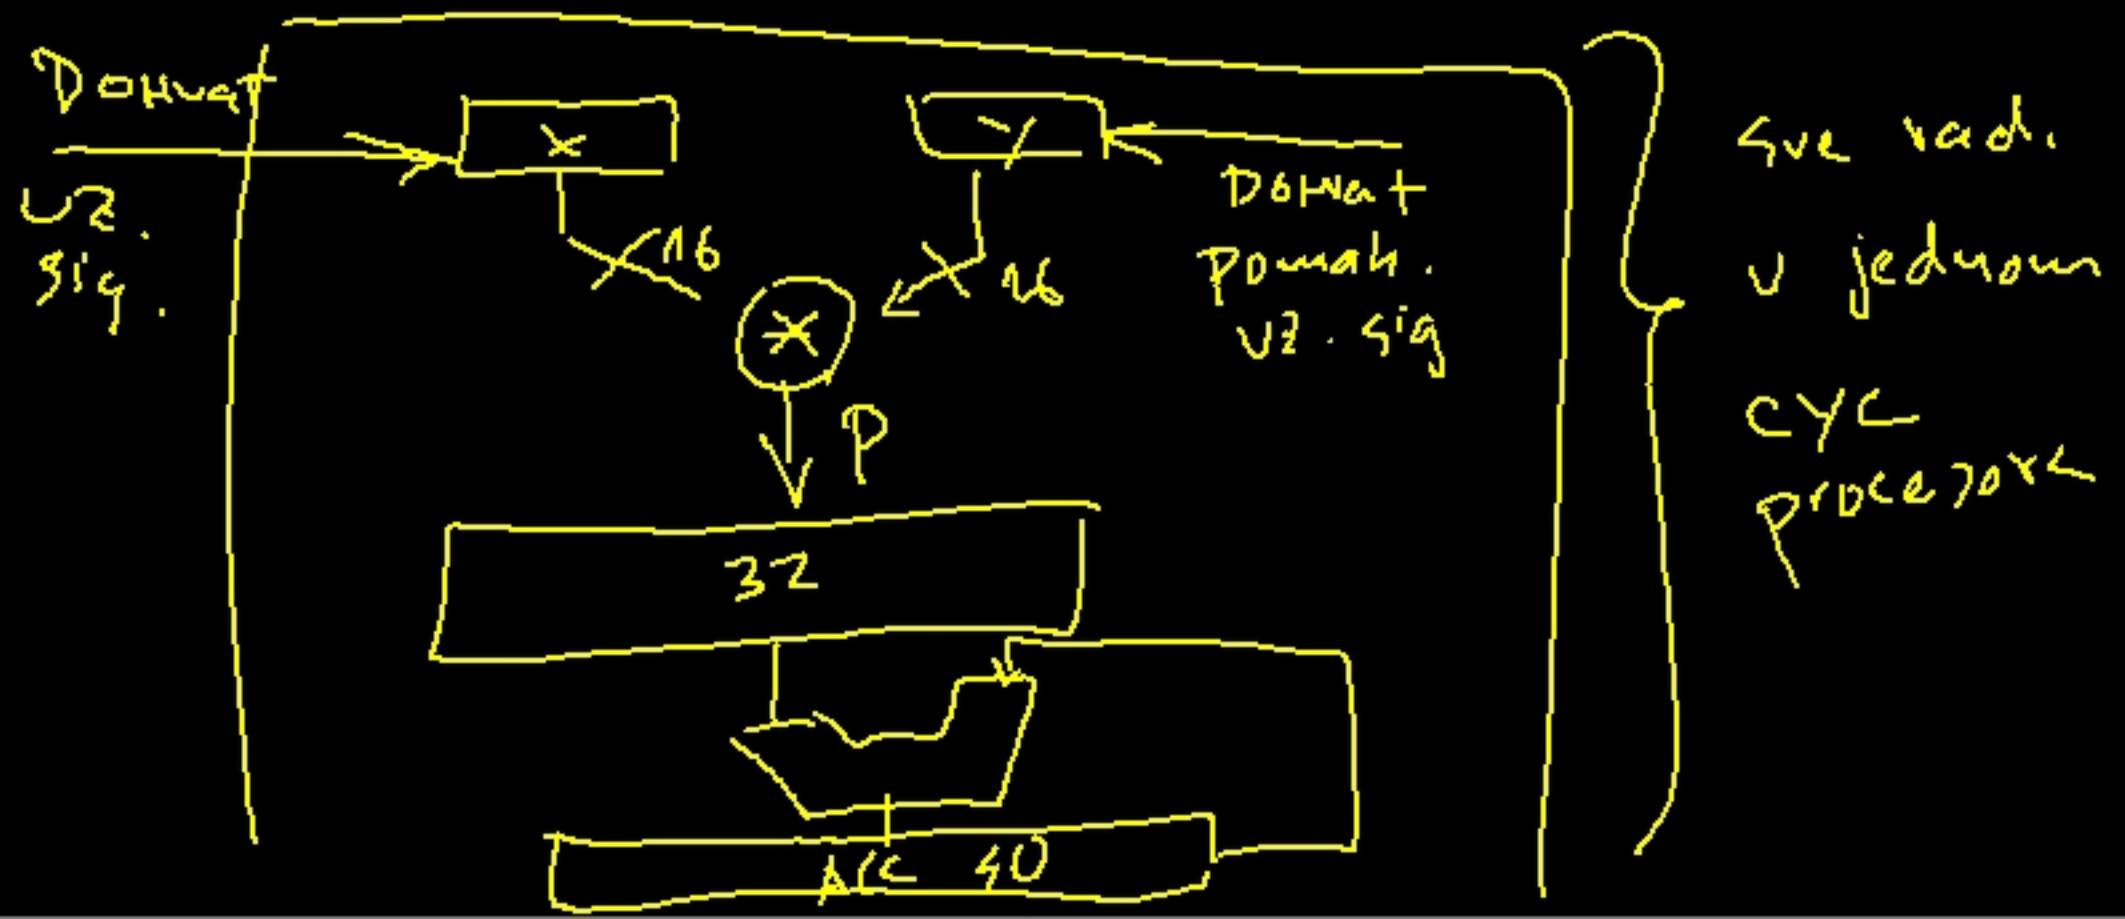 Dohvat
uz.
sig.
X
Y
Dohvat
pomak.
uz. sig
16
16
*
P
32
ACC 40
sve radi
u jednom
CYC
procesora